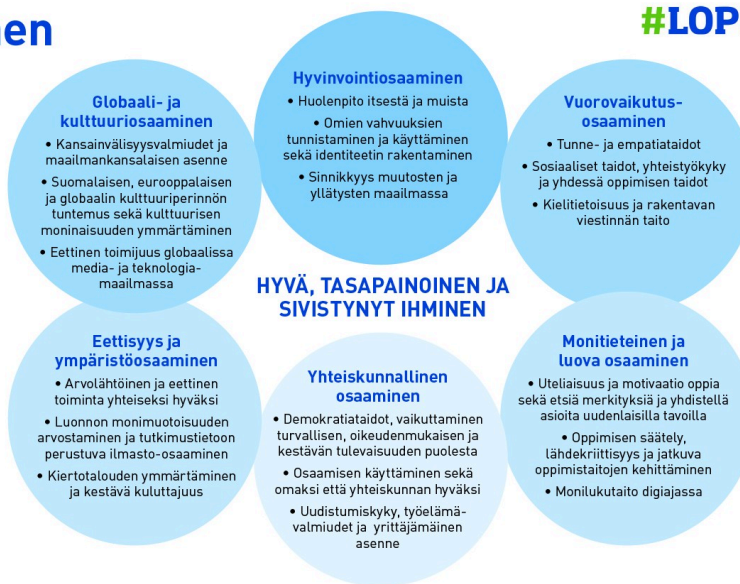 nen
#LOP
Hyvinvointiosaaminen
• Huolenpito itsestä ja muista
• Omien vahvuuksien
tunnistaminen ja käyttäminen
sekä identiteetin rakentaminen
• Sinnikkyys muutosten ja
yllätysten maailmassa
Globaali- ja
kulttuuriosaaminen
• Kansainvälisyysvalmiudet ja
maailmankansalaisen asenne
• Suomalaisen, eurooppalaisen
ja globaalin kulttuuriperinnön
tuntemus sekä kulttuurisen
moninaisuuden ymmärtäminen
• Eettinen toimijuus globaalissa
media- ja teknologia-
maailmassa
Vuorovaikutus-
osaaminen
• Tunne- ja empatiataidot
• Sosiaaliset taidot, yhteistyökyky
ja yhdessä oppimisen taidot
• Kielitietoisuus ja rakentavan
viestinnän taito
HYVÄ, TASAPAINOINEN JA
SIVISTYNYT IHMINEN
Eettisyys ja
ympäristöosaaminen
• Arvolähtöinen ja eettinen
toiminta yhteiseksi hyväksi
• Luonnon monimuotoisuuden
arvostaminen ja tutkimustietoon
perustuva ilmasto-osaaminen
• Kiertotalouden ymmärtäminen
ja kestävä kuluttajuus
Yhteiskunnallinen
osaaminen
• Demokratiataidot, vaikuttaminen
turvallisen, oikeudenmukaisen ja
kestävän tulevaisuuden puolesta
• Osaamisen käyttäminen sekä
omaksi että yhteiskunnan hyväksi
• Uudistumiskyky, työelämä-
valmiudet ja yrittäjämäinen
asenne
Monitieteinen ja
luova osaaminen
• Uteliaisuus ja motivaatio oppia
sekä etsiä merkityksiä ja yhdistellä
asioita uudenlaisilla tavoilla
• Oppimisen säätely,
lähdekriittisyys ja jatkuva
oppimistaitojen kehittäminen
• Monilukutaito digiajassa